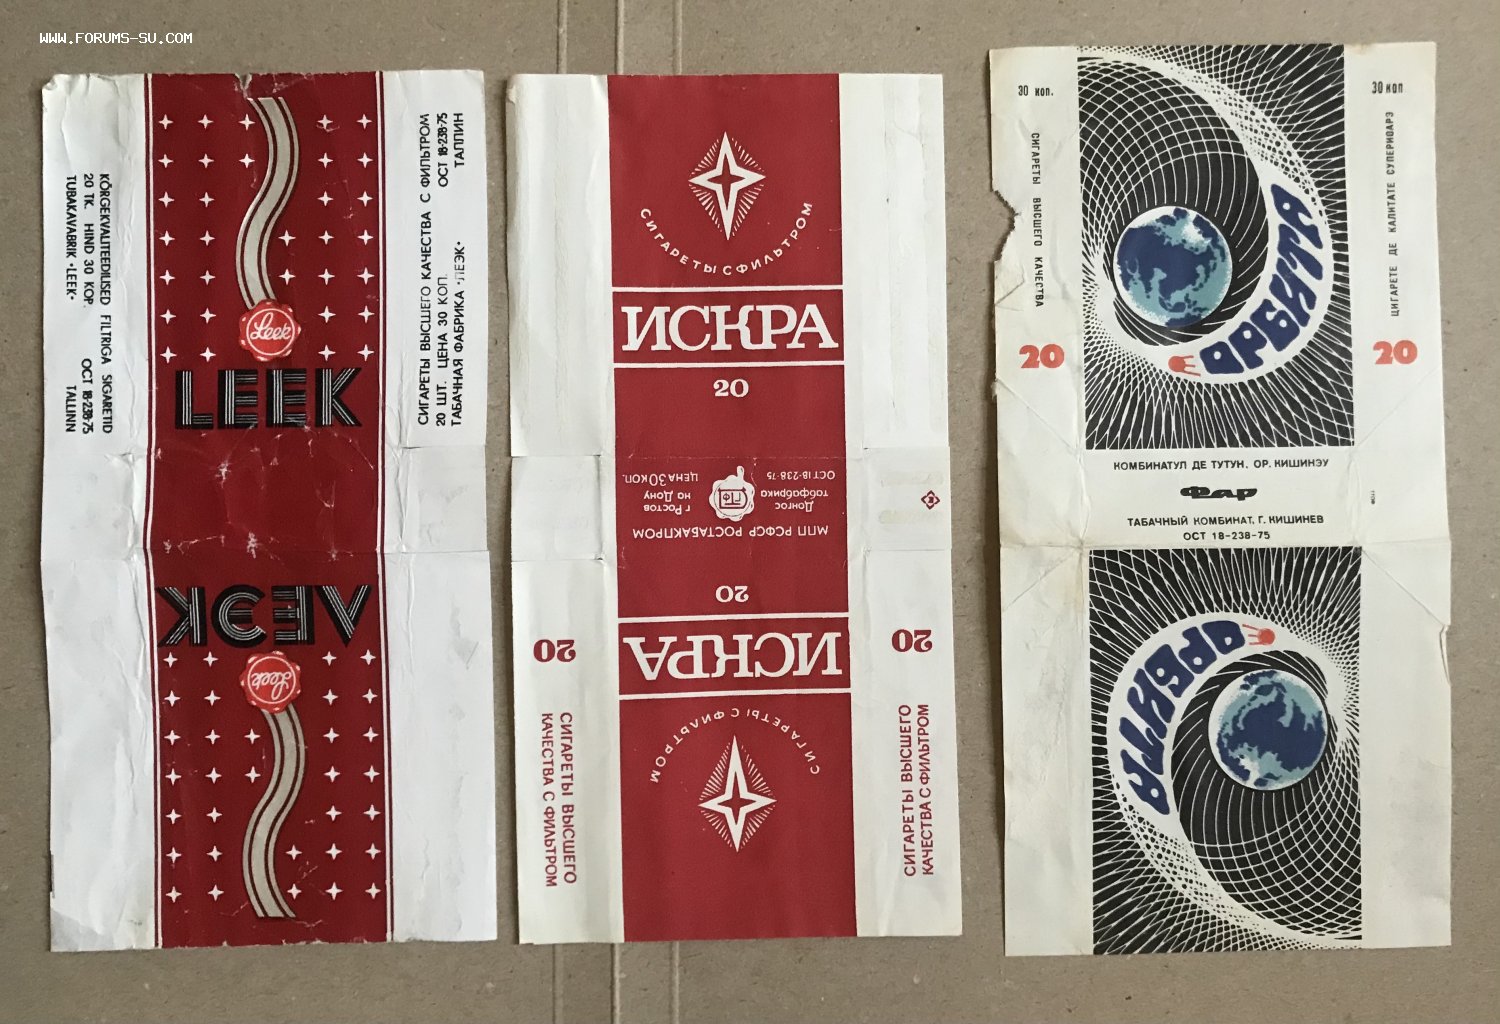 WWW.FORUMS-SU.COM
KÕRGEKVALITEEDILISED FILTRIGA SIGARETID
20 TK. HIND 30 KOP. OCT 18-238-75
TUBAKAVABRIK •LEEK• TALLINN
Leek
LEEK
СИГАРЕТЫ ВЫСШЕГО КАЧЕСТВА С ФИЛЬТРОМ
20 ШТ. ЦЕНА 30 КОП. ОСТ 18-238-75
ТАБАЧНАЯ ФАБРИКА •ЛЕЭК• ТАЛЛИН
ЛЕЭК
Leek
СИГАРЕТЫ С ФИЛЬТРОМ
ИСКРА
20
МПП РСФСР РОСТАБАКПРОМ
Донгос
табфабрика
ОСТ 18-238-75
ДГТФ
г Ростов
на Дону
ЦЕНА 30 КОП.
20
ИСКРА
СИГАРЕТЫ С ФИЛЬТРОМ
20
СИГАРЕТЫ ВЫСШЕГО
КАЧЕСТВА С ФИЛЬТРОМ
20
СИГАРЕТЫ ВЫСШЕГО
КАЧЕСТВА С ФИЛЬТРОМ
30 коп.
СИГАРЕТЫ ВЫСШЕГО КАЧЕСТВА
20
ОРБИТА
30 коп
ЦИГАРЕТЕ ДЕ КАЛИТАТЕ СУПЕРИОАРЭ
20
КОМБИНАТУЛ ДЕ ТУТУН, ОР. КИШИНЭУ
Фар
ТАБАЧНЫЙ КОМБИНАТ, Г. КИШИНЕВ
ОСТ 18-238-75
ОРБИТА